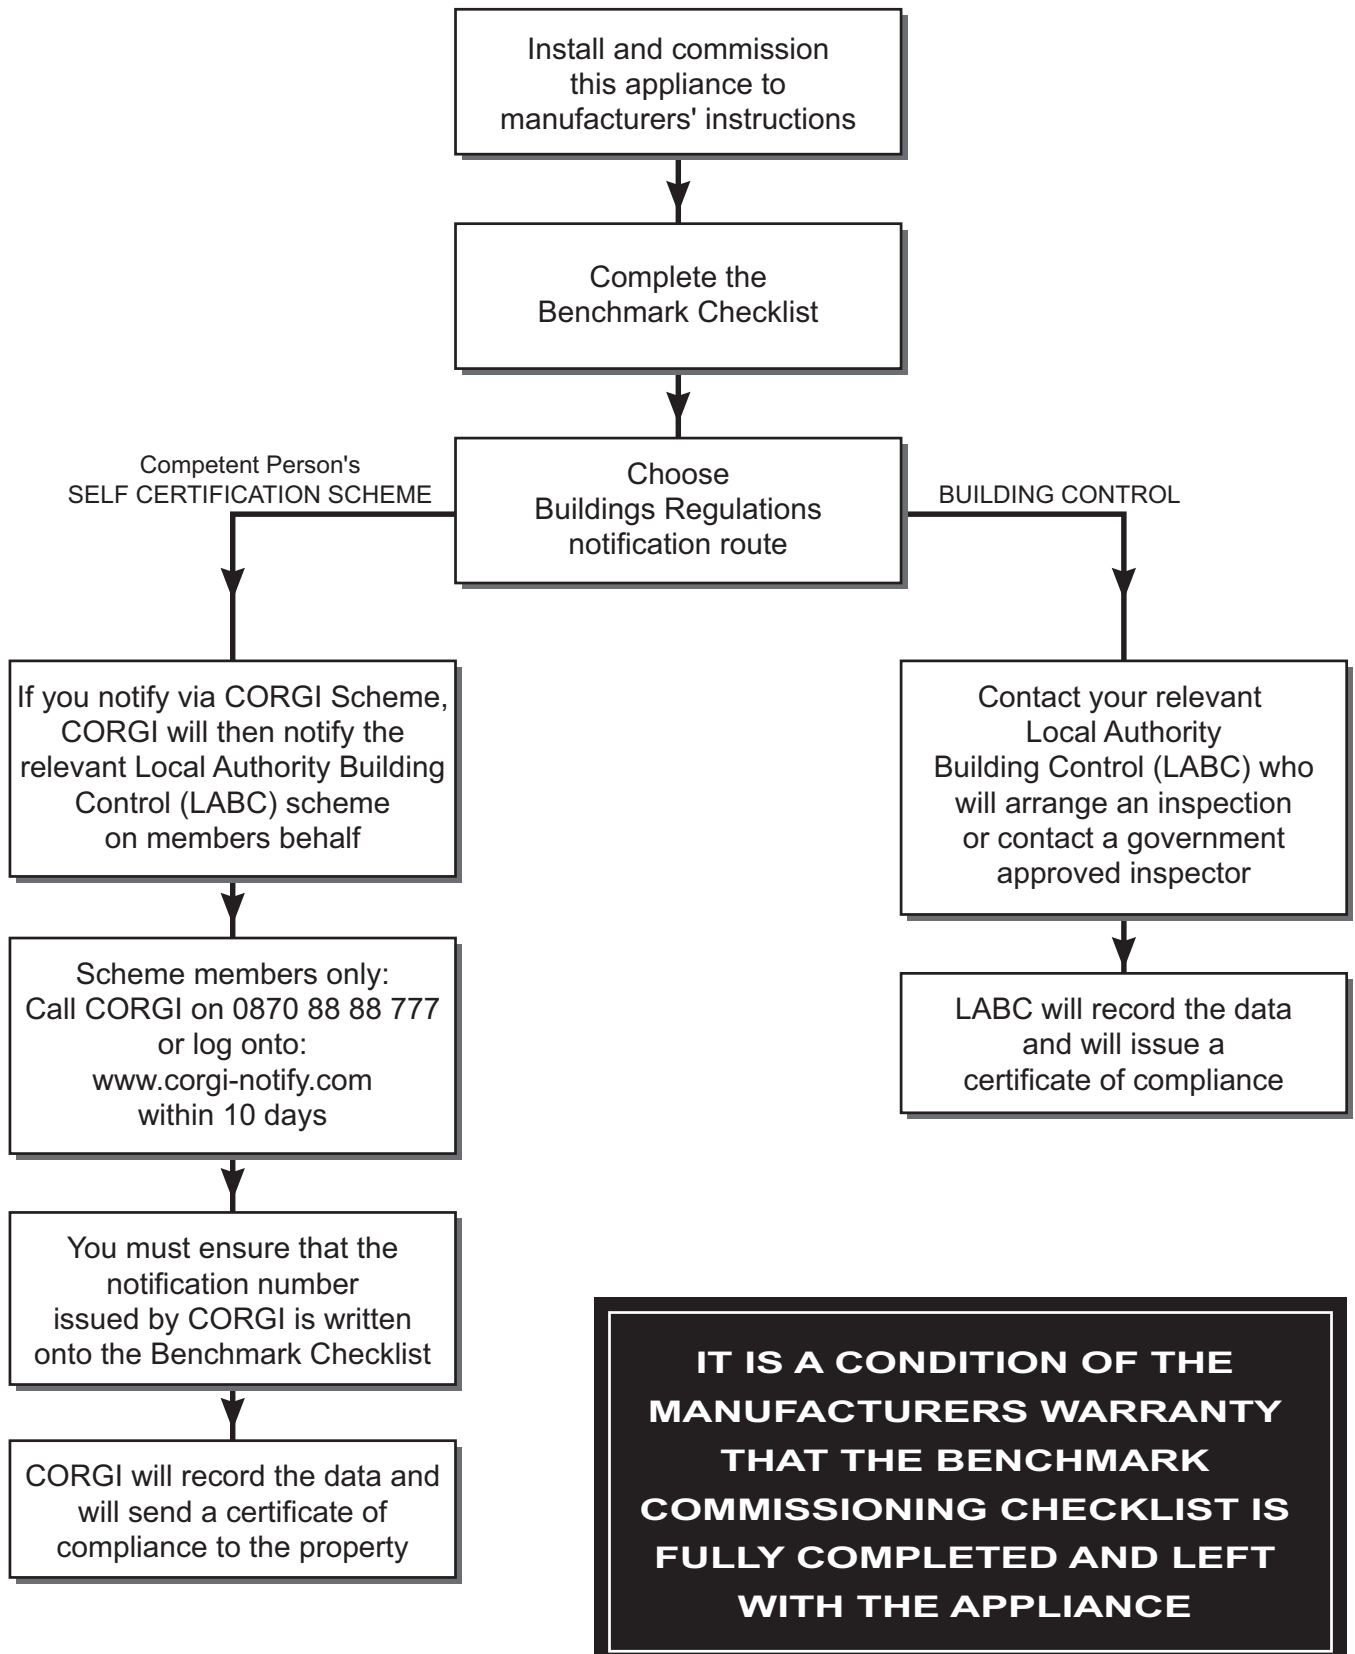 Install and commission
this appliance to
manufacturers' instructions
Complete the
Benchmark Checklist
Choose
Buildings Regulations
notification route
Competent Person's
SELF CERTIFICATION SCHEME
BUILDING CONTROL
If you notify via CORGI Scheme,
CORGI will then notify the
relevant Local Authority Building
Control (LABC) scheme
on members behalf
Scheme members only:
Call CORGI on 0870 88 88 777
or log onto:
www.corgi-notify.com
within 10 days
You must ensure that the
notification number
issued by CORGI is written
onto the Benchmark Checklist
CORGI will record the data and
will send a certificate of
compliance to the property
Contact your relevant
Local Authority
Building Control (LABC) who
will arrange an inspection
or contact a government
approved inspector
LABC will record the data
and will issue a
certificate of compliance
IT IS A CONDITION OF THE
MANUFACTURERS WARRANTY
THAT THE BENCHMARK
COMMISSIONING CHECKLIST IS
FULLY COMPLETED AND LEFT
WITH THE APPLIANCE